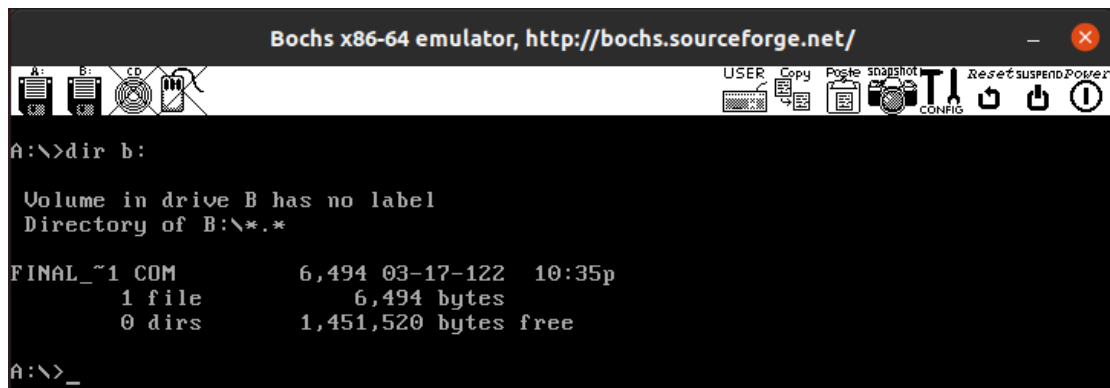 Bochs x86-64 emulator, http://bochs.sourceforge.net/
A: B: CD USER Copy Paste snapshot CONFIG Reset SUSPEND Power
A:\>dir b:
Volume in drive B has no label
Directory of B:\*.*
FINAL_~1 COM 6,494 03-17-122 10:35p
1 file 6,494 bytes
0 dirs 1,451,520 bytes free
A:\>_